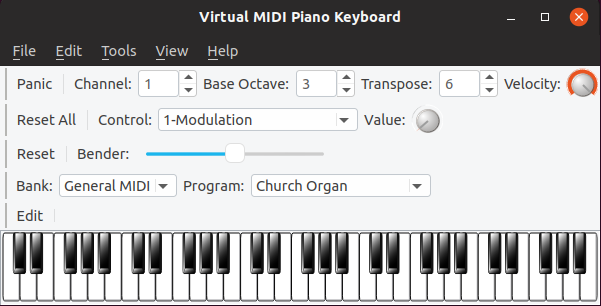 Virtual MIDI Piano Keyboard
File Edit Tools View Help
Panic Channel: 1 Base Octave: 3 Transpose: 6 Velocity:
Reset All Control: 1-Modulation Value:
Reset Bender:
Bank: General MIDI Program: Church Organ
Edit